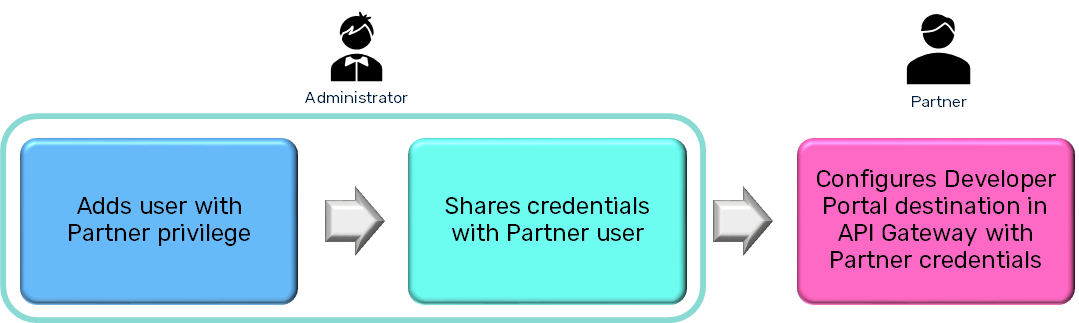 Administrator
Partner
Adds user with
Partner privilege
Shares credentials
with Partner user
Configures Developer
Portal destination in
API Gateway with
Partner credentials